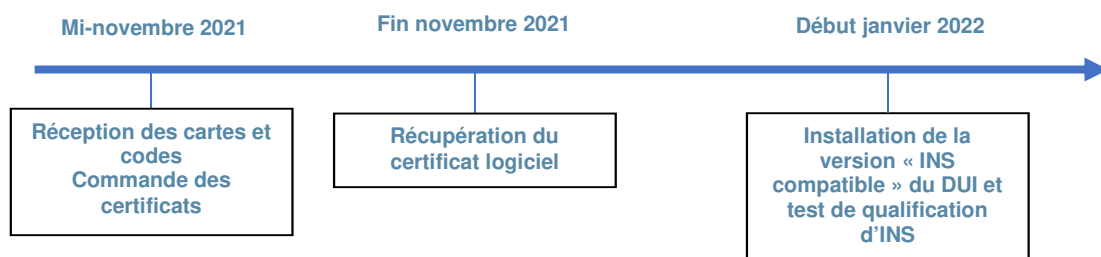 Mi-novembre 2021
Fin novembre 2021
Début janvier 2022
Réception des cartes et
codes
Commande des
certificats
Récupération du
certificat logiciel
Installation de la
version « INS
compatible » du DUI et
test de qualification
d'INS